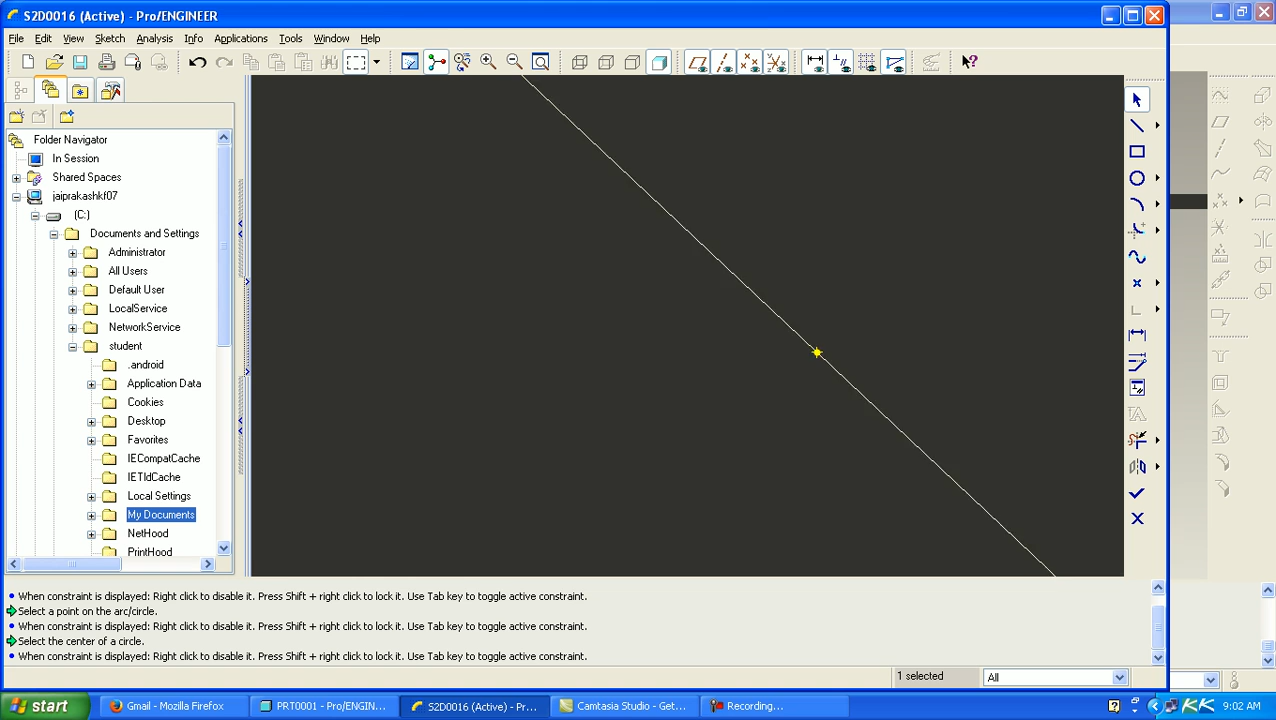 S2D0016 (Active) - Pro/ENGINEER
File Edit View Sketch Analysis Info Applications Tools Window Help
Folder Navigator
In Session
Shared Spaces
jaiprakashkf07
(C:)
Documents and Settings
Administrator
All Users
Default User
LocalService
NetworkService
student
.android
Application Data
Cookies
Desktop
Favorites
IECompatCache
IETldCache
Local Settings
My Documents
NetHood
PrintHood
• When constraint is displayed: Right click to disable it. Press Shift + right click to lock it. Use Tab key to toggle active constraint.
Select a point on the arc/circle.
• When constraint is displayed: Right click to disable it. Press Shift + right click to lock it. Use Tab key to toggle active constraint.
Select the center of a circle.
• When constraint is displayed: Right click to disable it. Press Shift + right click to lock it. Use Tab key to toggle active constraint.
1 selected All
start Gmail - Mozilla Firefox PRT0001 - Pro/ENGIN... S2D0016 (Active) - Pr... Camtasia Studio - Get... Recording... 9:02 AM